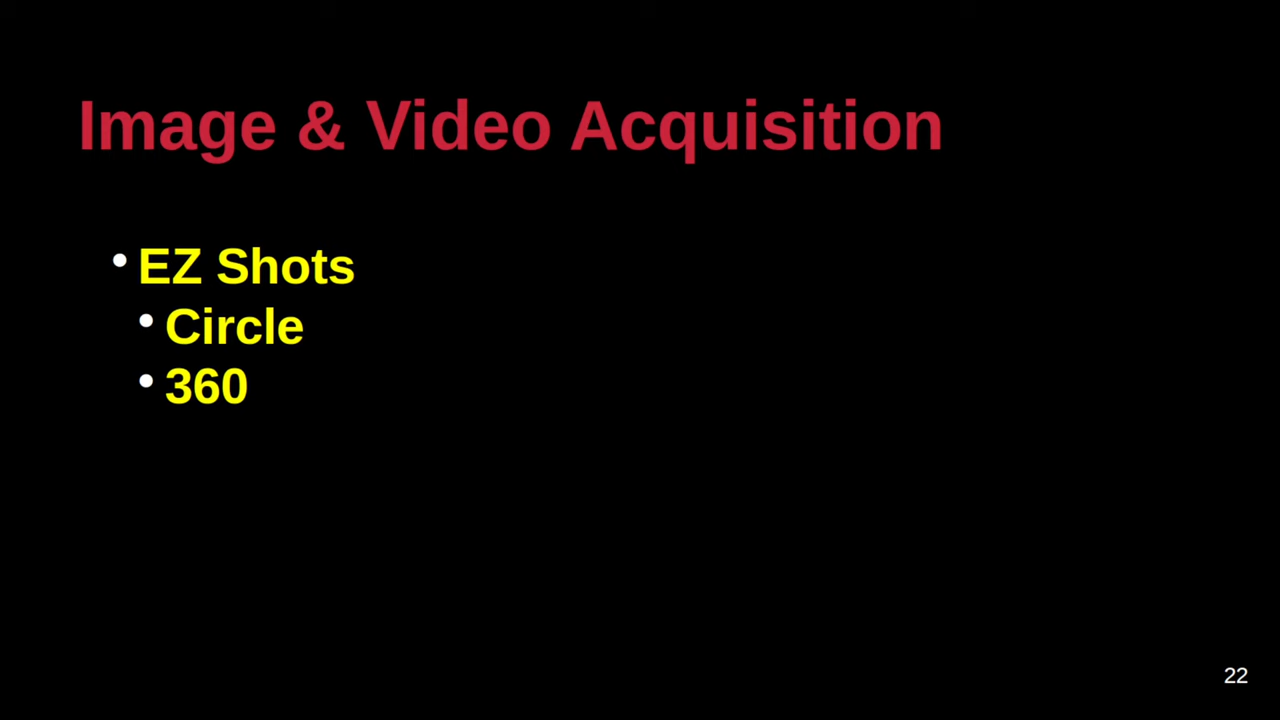 Image & Video Acquisition
• EZ Shots
• Circle
• 360
22